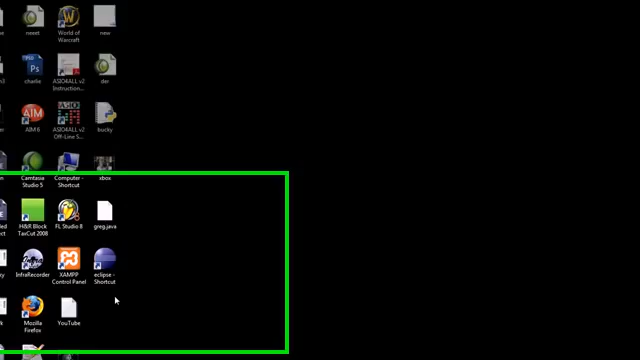 reset
World of
Warcraft
new
charlie
ASIO4ALL v2
Instruction...
der
AIM 6
ASIO4ALL v2
Off-Line S...
bucky
Camtasia
Studio 5
Computer -
Shortcut
xbox
H&R Block
TaxCut 2008
FL Studio 8
greg.java
InfraRecorder
XAMPP
Control Panel
eclipse -
Shortcut
Mozilla
Firefox
YouTube